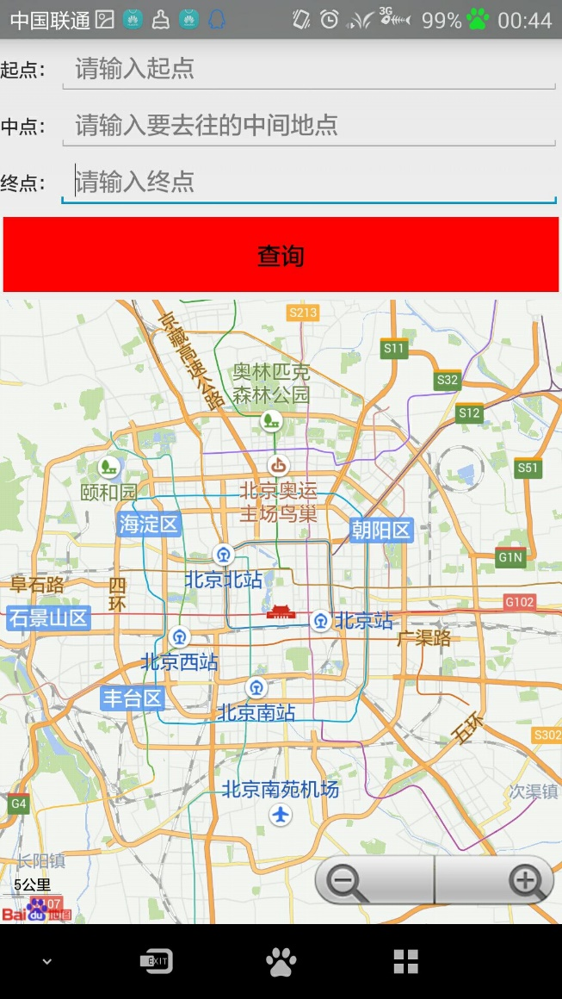 中国联通 3G 99% 00:44
起点： 请输入起点
中点： 请输入要去往的中间地点
终点： 请输入终点
查询
S213
京藏高速公路
S11
奥林匹克
森林公园
S32
S12
S51
颐和园
北京奥运
主场鸟巢
海淀区
朝阳区
G1N
北京北站
阜石路
四环
G102
石景山区
北京站
广渠路
北京西站
丰台区
北京南站
五环
S302
北京南苑机场
次渠镇
G4
长阳镇
5公里
Bai du 地图
EXIT